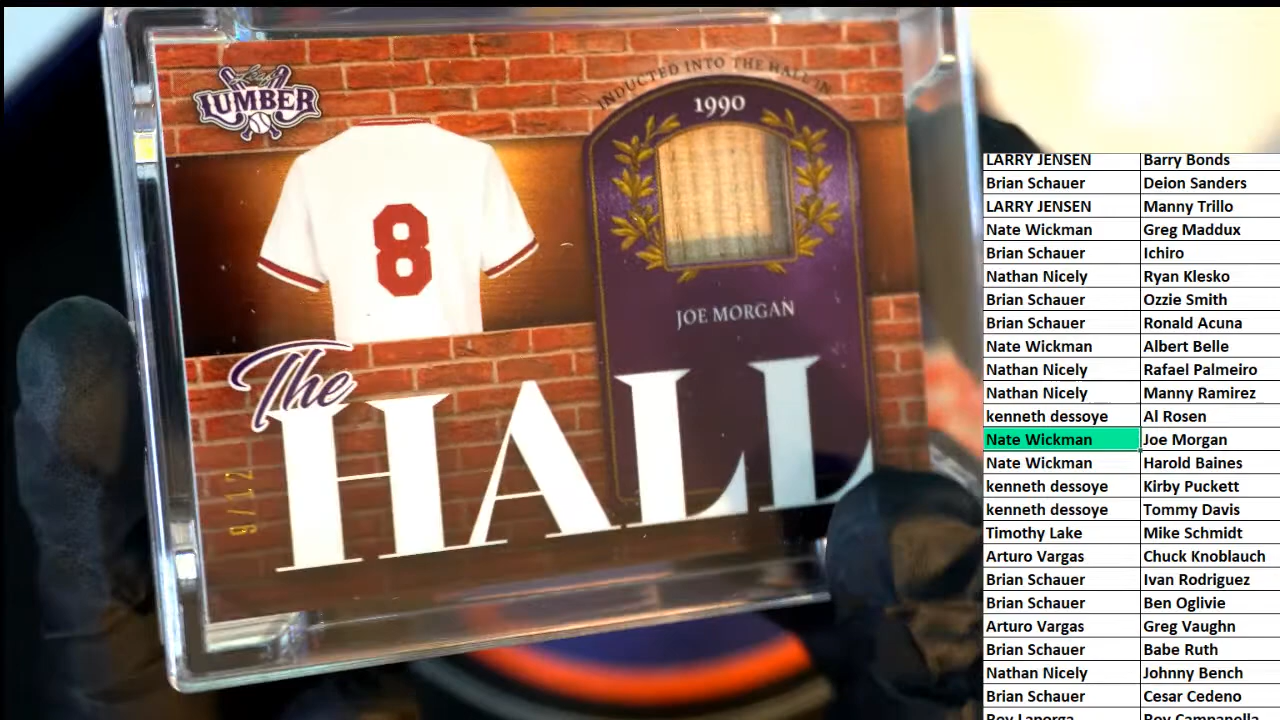 leaf
LUMBER
INDUCTED INTO THE HALL IN
1990
8
JOE MORGAN
The
HALL
9/12
LARRY JENSEN Barry Bonds
Brian Schauer Deion Sanders
LARRY JENSEN Manny Trillo
Nate Wickman Greg Maddux
Brian Schauer Ichiro
Nathan Nicely Ryan Klesko
Brian Schauer Ozzie Smith
Brian Schauer Ronald Acuna
Nate Wickman Albert Belle
Nathan Nicely Rafael Palmeiro
Nathan Nicely Manny Ramirez
kenneth dessoye Al Rosen
Nate Wickman Joe Morgan
Nate Wickman Harold Baines
kenneth dessoye Kirby Puckett
kenneth dessoye Tommy Davis
Timothy Lake Mike Schmidt
Arturo Vargas Chuck Knoblauch
Brian Schauer Ivan Rodriguez
Brian Schauer Ben Oglivie
Arturo Vargas Greg Vaughn
Brian Schauer Babe Ruth
Nathan Nicely Johnny Bench
Brian Schauer Cesar Cedeno
Roy Laporga Roy Campanella